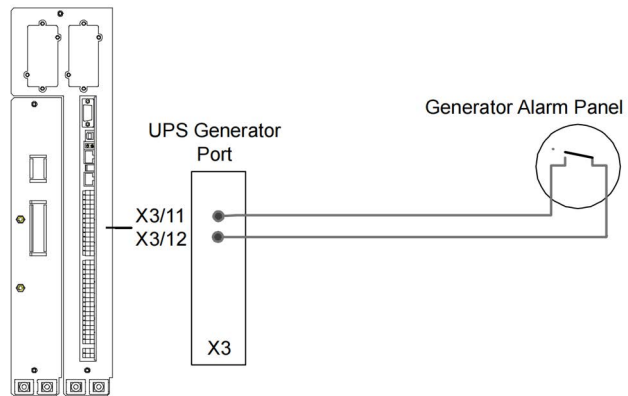 Generator Alarm Panel
UPS Generator
Port
X3/11
X3/12
X3